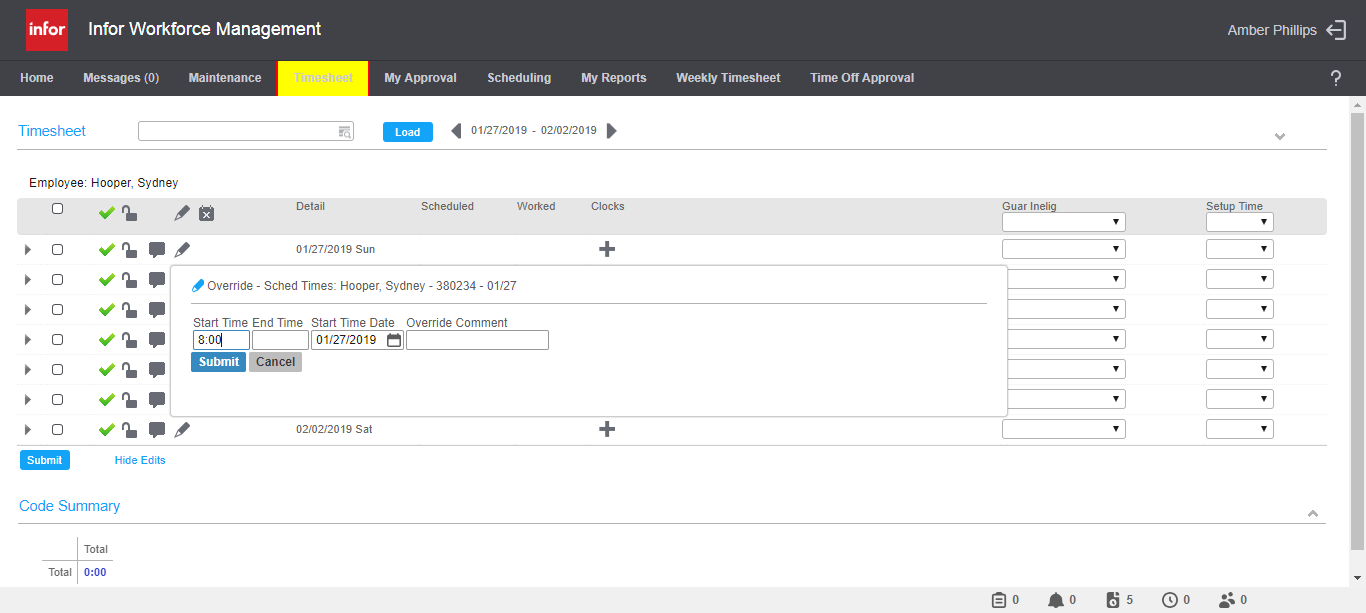 infor Infor Workforce Management Amber Phillips
Home Messages (0) Maintenance Timesheet My Approval Scheduling My Reports Weekly Timesheet Time Off Approval ?
Timesheet Load 01/27/2019 - 02/02/2019
Employee: Hooper, Sydney
Detail Scheduled Worked Clocks Guar Inelig Setup Time
01/27/2019 Sun
Override - Sched Times: Hooper, Sydney - 380234 - 01/27
Start Time End Time Start Time Date Override Comment
8:00 01/27/2019
Submit Cancel
02/02/2019 Sat
Submit Hide Edits
Code Summary
Total
Total 0:00
0 0 5 0 0